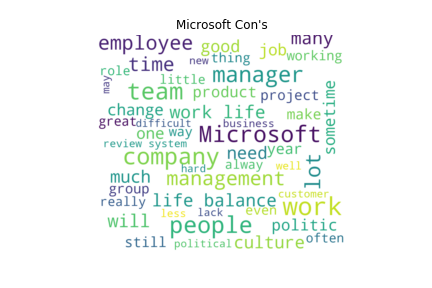 Microsoft Con's
employee good job many
time new thing working
role little manager
may team product project sometime
change work life make
great difficult business
one way Microsoft
review system need year
company alway well lot
hard
much management
group customer
really life balance work
less lack even
will people politic
still political culture often